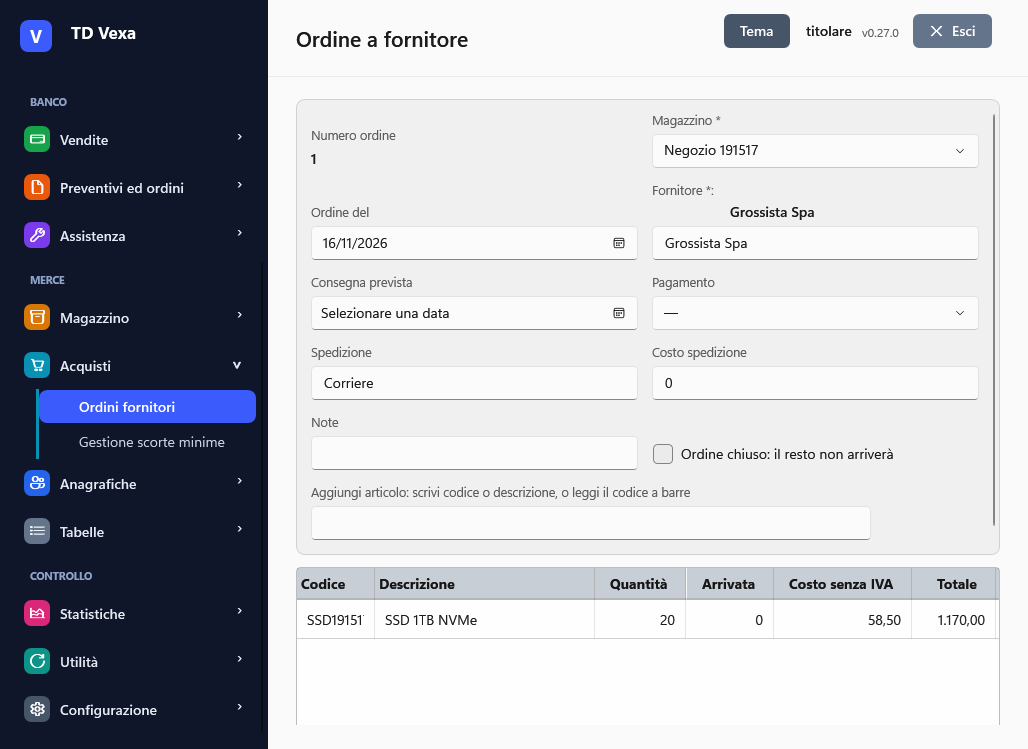 V TD Vexa
BANCO
Vendite
Preventivi ed ordini
Assistenza
MERCE
Magazzino
Acquisti
Ordini fornitori
Gestione scorte minime
Anagrafiche
Tabelle
CONTROLLO
Statistiche
Utilità
Configurazione
Ordine a fornitore
Tema titolare v0.27.0 Esci
Numero ordine
1
Magazzino *
Negozio 191517
Fornitore *:
Grossista Spa
Ordine del
16/11/2026
Grossista Spa
Consegna prevista
Selezionare una data
Pagamento
—
Spedizione
Corriere
Costo spedizione
0
Note
Ordine chiuso: il resto non arriverà
Aggiungi articolo: scrivi codice o descrizione, o leggi il codice a barre
Codice Descrizione Quantità Arrivata Costo senza IVA Totale
SSD19151 SSD 1TB NVMe 20 0 58,50 1.170,00